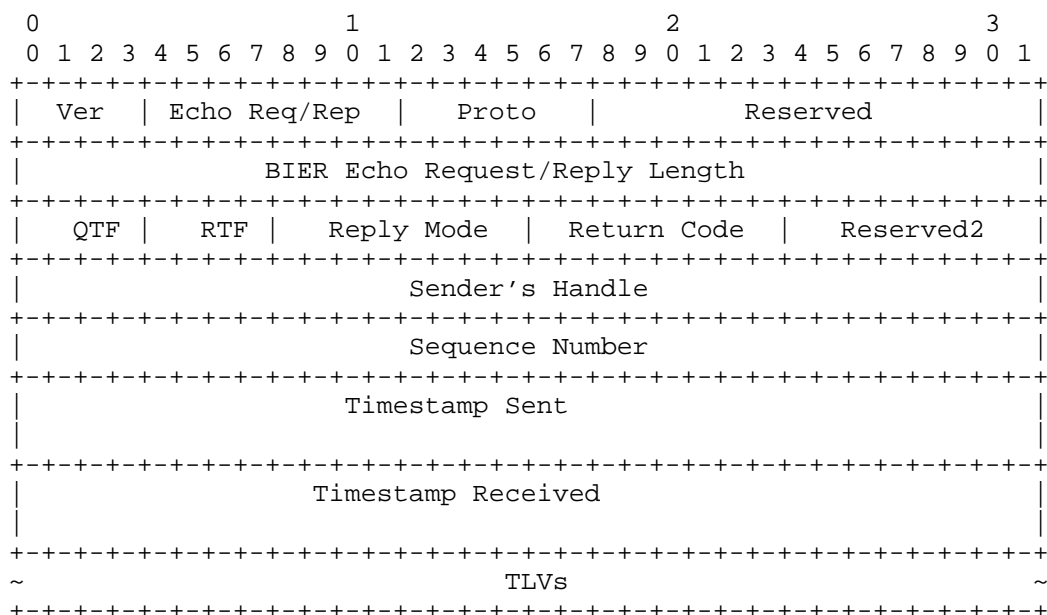 0                   1                   2                   3
 0 1 2 3 4 5 6 7 8 9 0 1 2 3 4 5 6 7 8 9 0 1 2 3 4 5 6 7 8 9 0 1
+-+-+-+-+-+-+-+-+-+-+-+-+-+-+-+-+-+-+-+-+-+-+-+-+-+-+-+-+-+-+-+-+
|  Ver  | Echo Req/Rep  |   Proto   |         Reserved          |
+-+-+-+-+-+-+-+-+-+-+-+-+-+-+-+-+-+-+-+-+-+-+-+-+-+-+-+-+-+-+-+-+
|               BIER Echo Request/Reply Length                  |
+-+-+-+-+-+-+-+-+-+-+-+-+-+-+-+-+-+-+-+-+-+-+-+-+-+-+-+-+-+-+-+-+
|   QTF |   RTF |   Reply Mode  |  Return Code  |   Reserved2   |
+-+-+-+-+-+-+-+-+-+-+-+-+-+-+-+-+-+-+-+-+-+-+-+-+-+-+-+-+-+-+-+-+
|                        Sender's Handle                        |
+-+-+-+-+-+-+-+-+-+-+-+-+-+-+-+-+-+-+-+-+-+-+-+-+-+-+-+-+-+-+-+-+
|                        Sequence Number                        |
+-+-+-+-+-+-+-+-+-+-+-+-+-+-+-+-+-+-+-+-+-+-+-+-+-+-+-+-+-+-+-+-+
|                    Timestamp Sent                             |
|                                                               |
+-+-+-+-+-+-+-+-+-+-+-+-+-+-+-+-+-+-+-+-+-+-+-+-+-+-+-+-+-+-+-+-+
|                  Timestamp Received                           |
|                                                               |
+-+-+-+-+-+-+-+-+-+-+-+-+-+-+-+-+-+-+-+-+-+-+-+-+-+-+-+-+-+-+-+-+
~                              TLVs                             ~
+-+-+-+-+-+-+-+-+-+-+-+-+-+-+-+-+-+-+-+-+-+-+-+-+-+-+-+-+-+-+-+-+